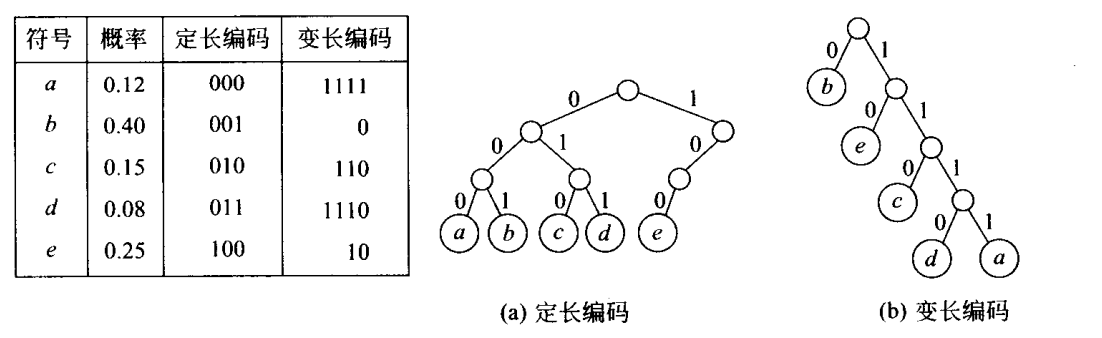 符号 概率 定长编码 变长编码
a 0.12 000 1111
b 0.40 001 0
c 0.15 010 110
d 0.08 011 1110
e 0.25 100 10
0 1
0 1 0
0 1 0 1 0
a b c d e
(a) 定长编码
0 1
b
0 1
e
0 1
c
0 1
d a
(b) 变长编码